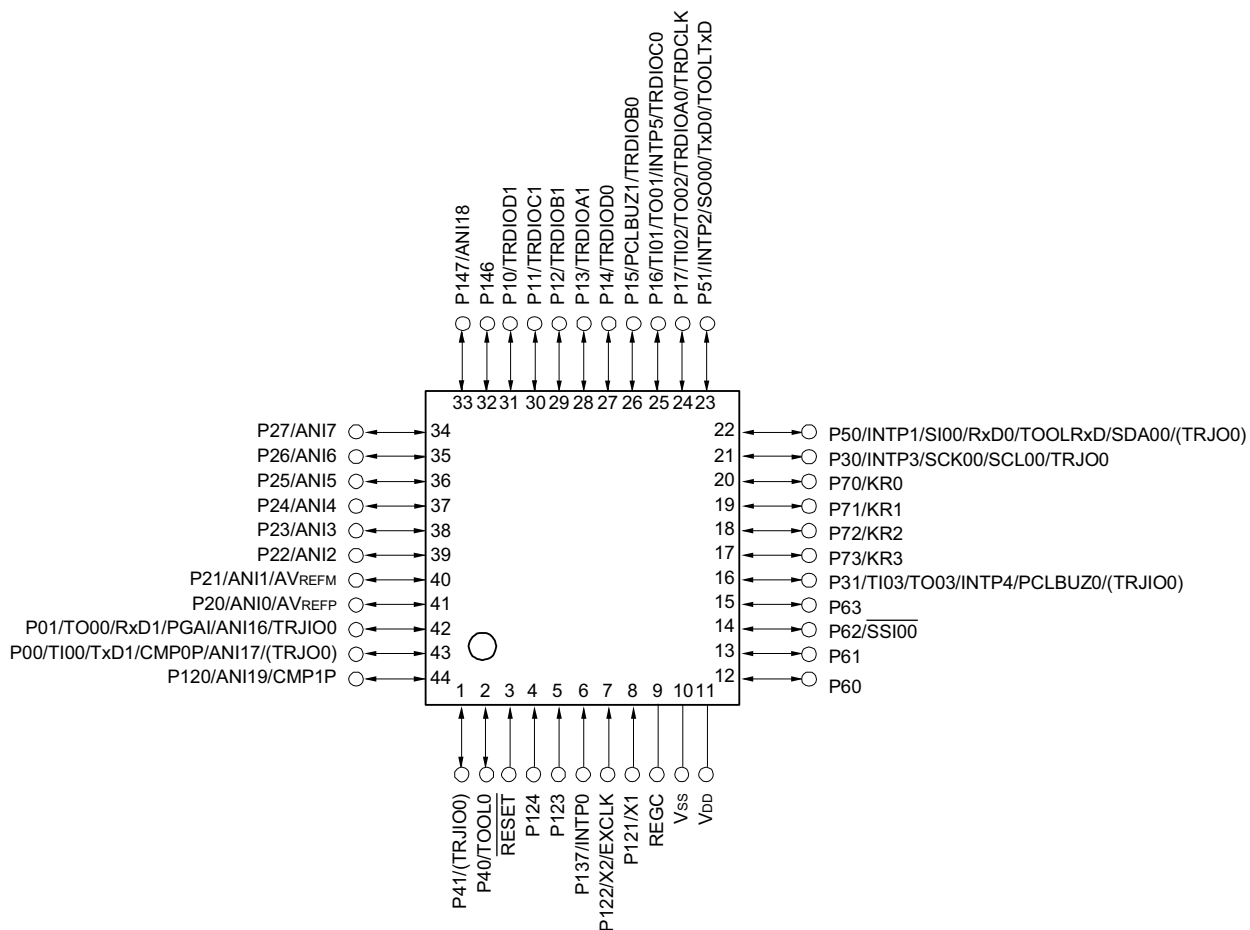 P147/ANI18
P146
P10/TRDIOD1
P11/TRDIOC1
P12/TRDIOB1
P13/TRDIOA1
P14/TRDIOD0
P15/PCLBUZ1/TRDIOB0
P16/TI01/TO01/INTP5/TRDIOC0
P17/TI02/TO02/TRDIOA0/TRDCLK
P51/INTP2/SO00/TxD0/TOOLTxD
33 32 31 30 29 28 27 26 25 24 23
P27/ANI7 34
P26/ANI6 35
P25/ANI5 36
P24/ANI4 37
P23/ANI3 38
P22/ANI2 39
P21/ANI1/AVREFM 40
P20/ANI0/AVREFP 41
P01/TO00/RxD1/PGAI/ANI16/TRJIO0 42
P00/TI00/TxD1/CMP0P/ANI17/(TRJO0) 43
P120/ANI19/CMP1P 44
22 P50/INTP1/SI00/RxD0/TOOLRxD/SDA00/(TRJO0)
21 P30/INTP3/SCK00/SCL00/TRJO0
20 P70/KR0
19 P71/KR1
18 P72/KR2
17 P73/KR3
16 P31/TI03/TO03/INTP4/PCLBUZ0/(TRJIO0)
15 P63
14 P62/SSI00
13 P61
12 P60
1 2 3 4 5 6 7 8 9 10 11
P41/(TRJIO0)
P40/TOOL0
RESET
P124
P123
P137/INTP0
P122/X2/EXCLK
P121/X1
REGC
VSS
VDD